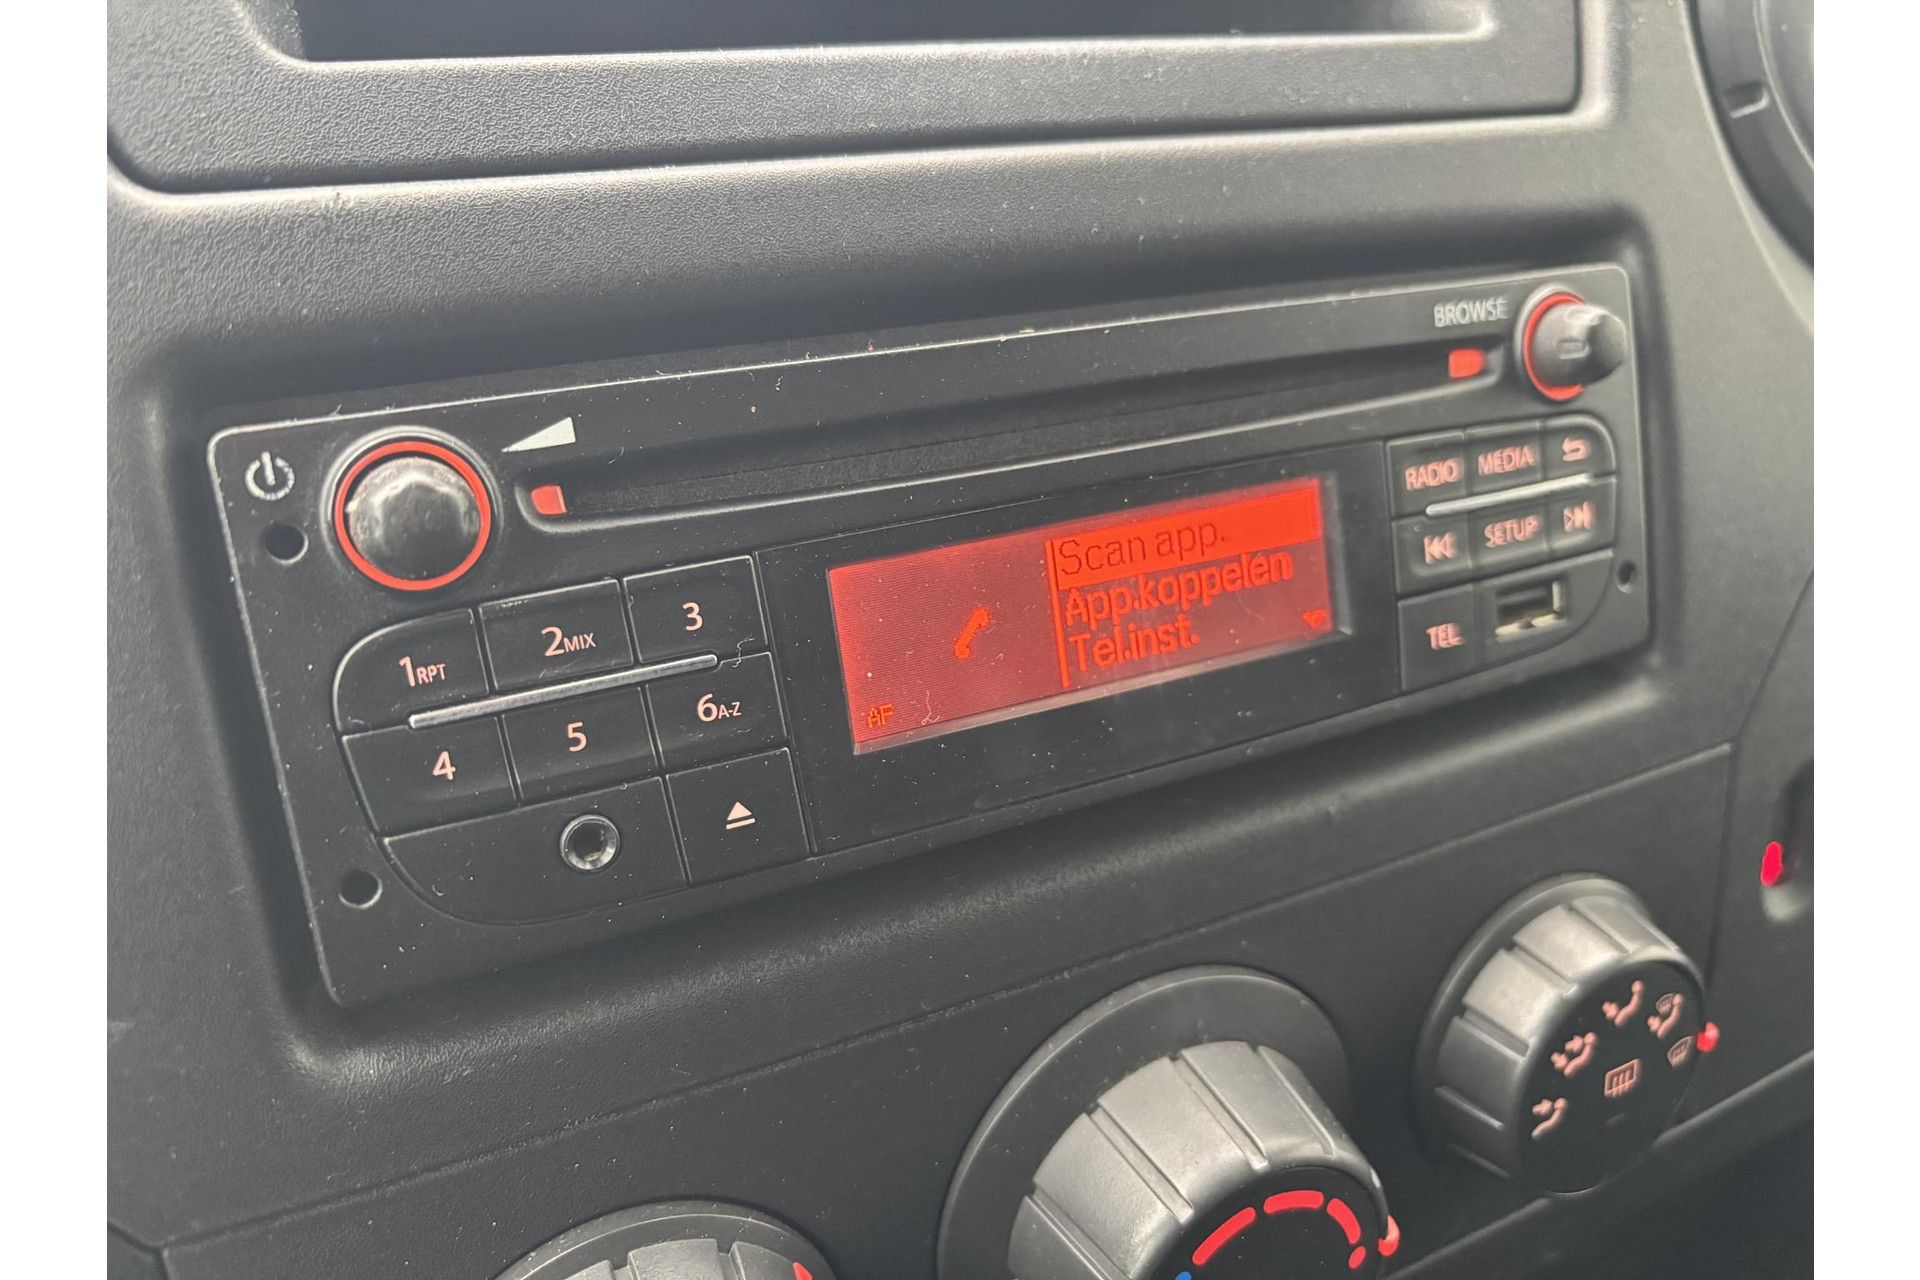 BROWSE
RADIO MEDIA
SETUP
TEL
Scan app.
App.koppelen
Tel.inst.
AF
1RPT 2MIX 3
4 5 6A-Z